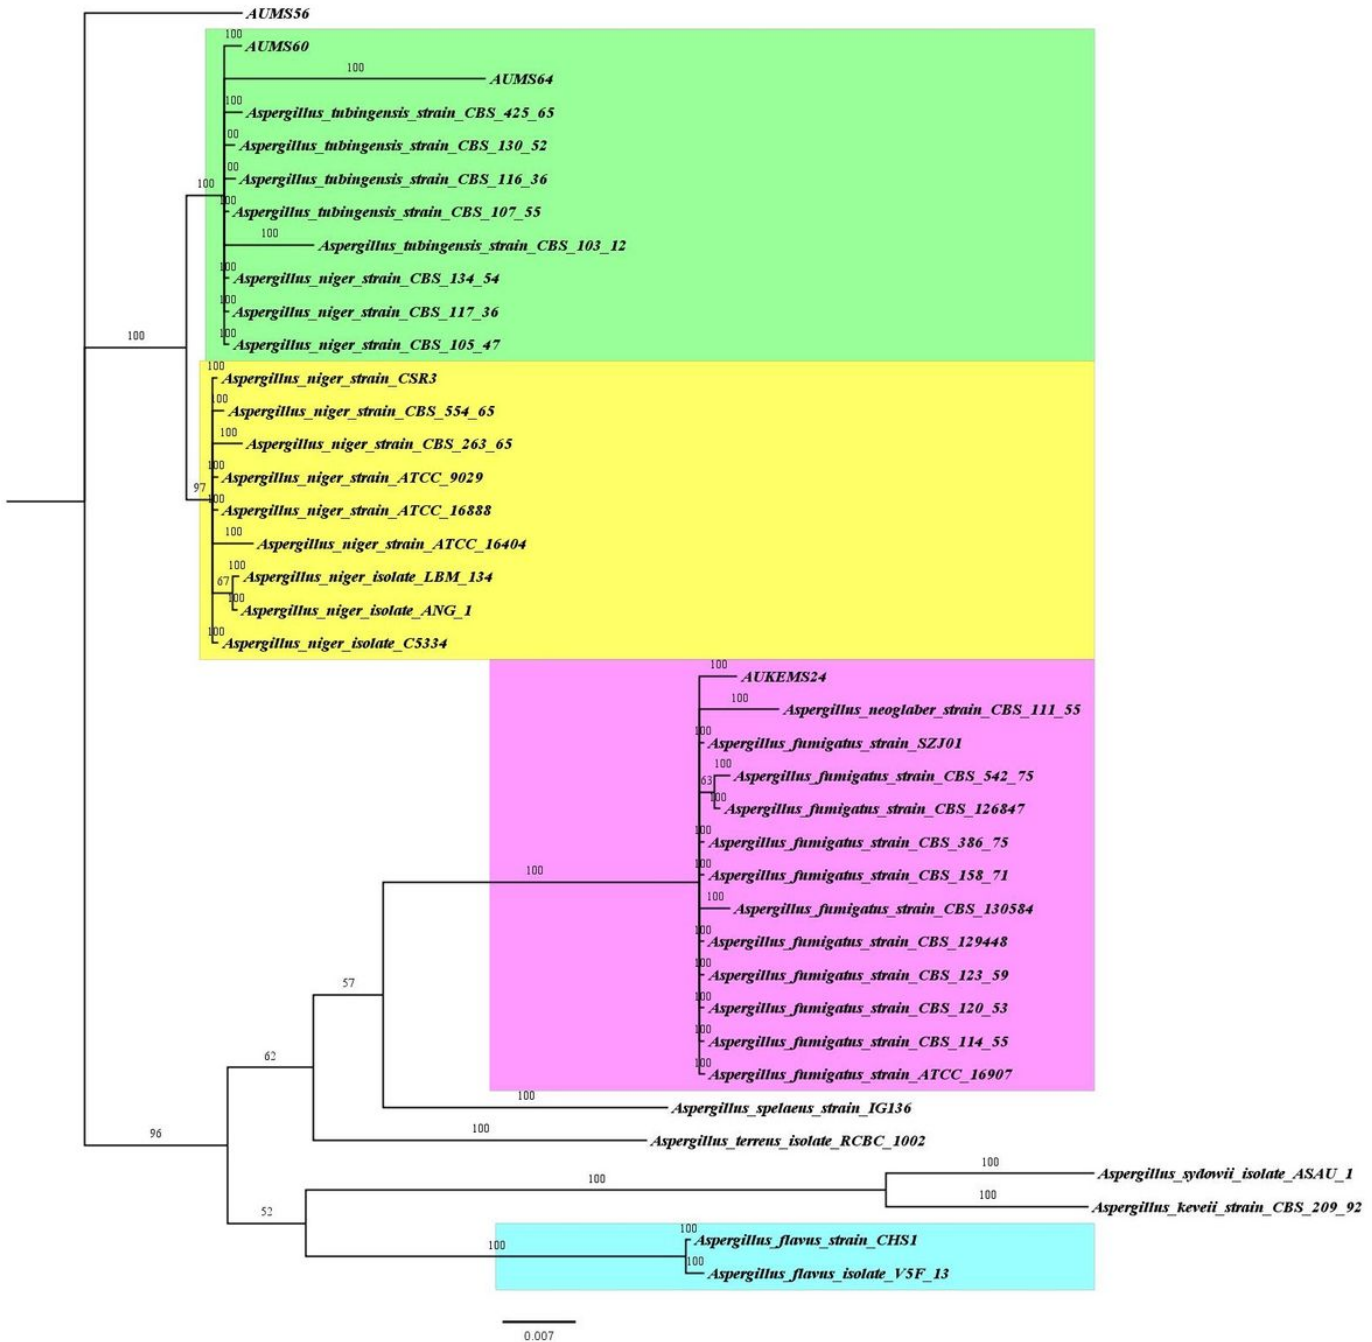 AUMS56
100
AUMS60
100
AUMS64
100
Aspergillus_tubingensis_strain_CBS_425_65
00
Aspergillus_tubingensis_strain_CBS_130_52
00
Aspergillus_tubingensis_strain_CBS_116_36
100
100
Aspergillus_tubingensis_strain_CBS_107_55
100
Aspergillus_tubingensis_strain_CBS_103_12
100
Aspergillus_niger_strain_CBS_134_54
100
Aspergillus_niger_strain_CBS_117_36
100
100
Aspergillus_niger_strain_CBS_105_47
100
Aspergillus_niger_strain_CSR3
100
Aspergillus_niger_strain_CBS_554_65
100
Aspergillus_niger_strain_CBS_263_65
100
Aspergillus_niger_strain_ATCC_9029
97
100
Aspergillus_niger_strain_ATCC_16888
100
Aspergillus_niger_strain_ATCC_16404
100
Aspergillus_niger_isolate_LBM_134
67
100
Aspergillus_niger_isolate_ANG_1
100
Aspergillus_niger_isolate_C5334
100
AUKEMS24
100
Aspergillus_neoglaber_strain_CBS_111_55
100
Aspergillus_fumigatus_strain_SZJ01
100
Aspergillus_fumigatus_strain_CBS_542_75
63
100
Aspergillus_fumigatus_strain_CBS_126847
100
Aspergillus_fumigatus_strain_CBS_386_75
100
Aspergillus_fumigatus_strain_CBS_158_71
100
100
Aspergillus_fumigatus_strain_CBS_130584
100
Aspergillus_fumigatus_strain_CBS_129448
100
Aspergillus_fumigatus_strain_CBS_123_59
57
100
Aspergillus_fumigatus_strain_CBS_120_53
100
Aspergillus_fumigatus_strain_CBS_114_55
62
100
Aspergillus_fumigatus_strain_ATCC_16907
100
Aspergillus_spelaeus_strain_IG136
96
100
Aspergillus_terreus_isolate_RCBC_1002
100
Aspergillus_sydowii_isolate_ASAU_1
100
100
Aspergillus_keveii_strain_CBS_209_92
52
100
Aspergillus_flavus_strain_CHS1
100
100
Aspergillus_flavus_isolate_V5F_13
0.007